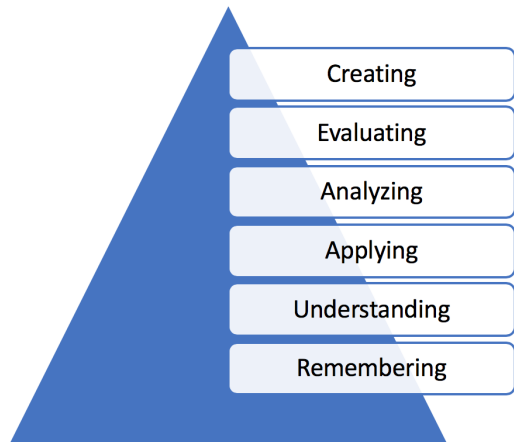 Creating
Evaluating
Analyzing
Applying
Understanding
Remembering